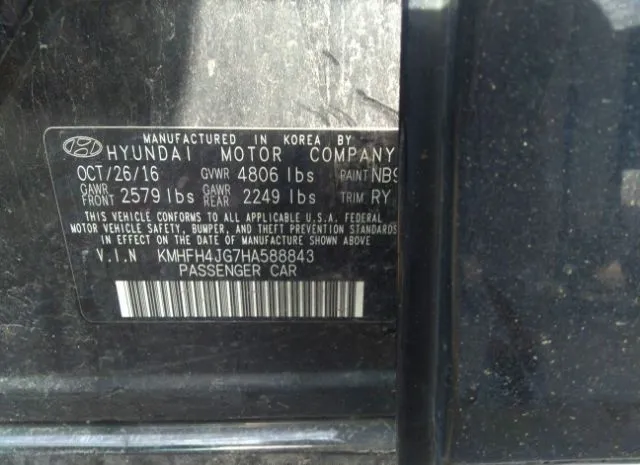 MANUFACTURED IN KOREA BY
HYUNDAI MOTOR COMPANY
OCT/26/16 GVWR 4806 lbs PAINT NB9
GAWR FRONT 2579 lbs GAWR REAR 2249 lbs TRIM RY
THIS VEHICLE CONFORMS TO ALL APPLICABLE U.S.A. FEDERAL
MOTOR VEHICLE SAFETY, BUMPER, AND THEFT PREVENTION STANDARDS
IN EFFECT ON THE DATE OF MANUFACTURE SHOWN ABOVE
V.I.N KMHFH4JG7HA588843
PASSENGER CAR